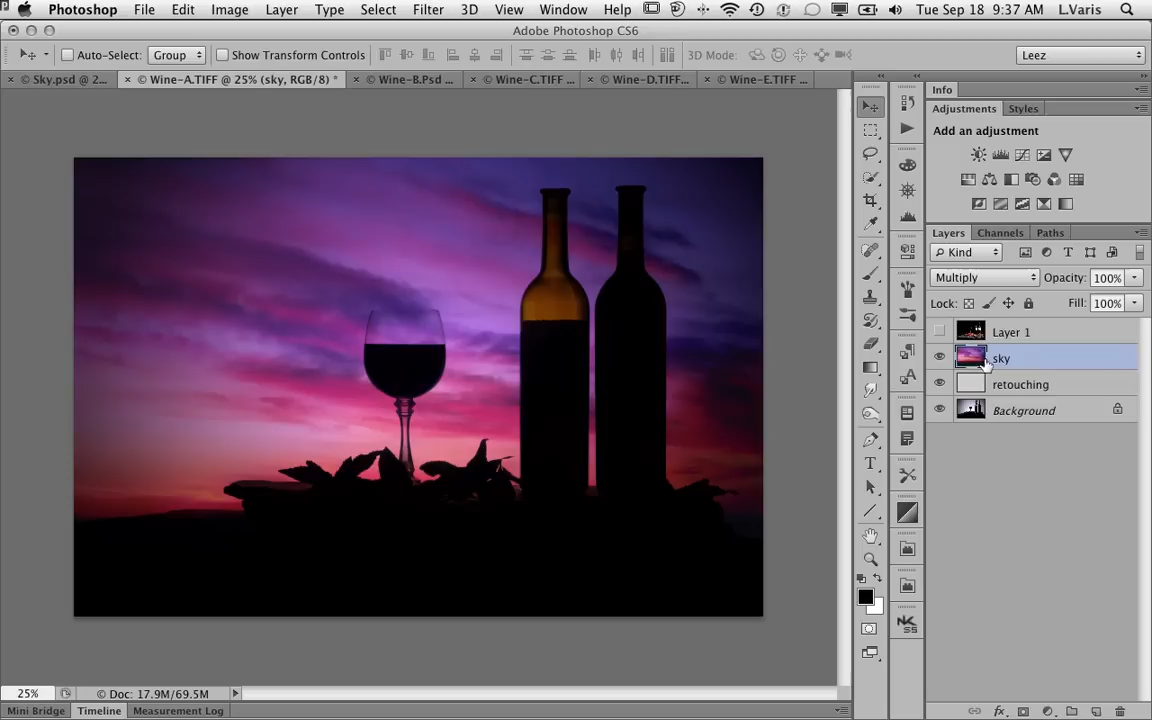 Photoshop File Edit Image Layer Type Select Filter 3D View Window Help Tue Sep 18 9:37 AM L.Varis
Adobe Photoshop CS6
Auto-Select: Group Show Transform Controls 3D Mode: Leez
© Sky.psd @ 2... © Wine-A.TIFF @ 25% (sky, RGB/8) * © Wine-B.Psd ... © Wine-C.TIFF ... © Wine-D.TIFF... © Wine-E.TIFF ...
Info
Adjustments Styles
Add an adjustment
Layers Channels Paths
Kind
Multiply Opacity: 100%
Lock: Fill: 100%
Layer 1
sky
retouching
Background
25% © Doc: 17.9M/69.5M
Mini Bridge Timeline Measurement Log